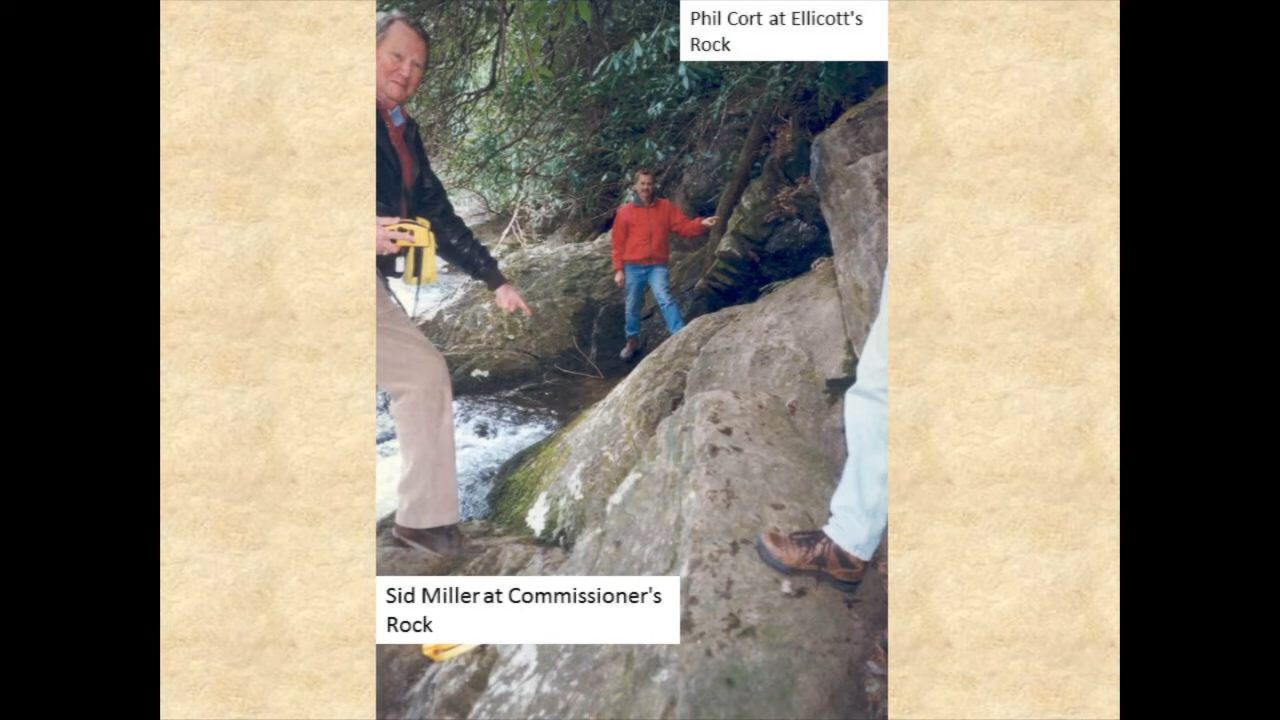 Phil Cort at Ellicott's
Rock
Sid Miller at Commissioner's
Rock